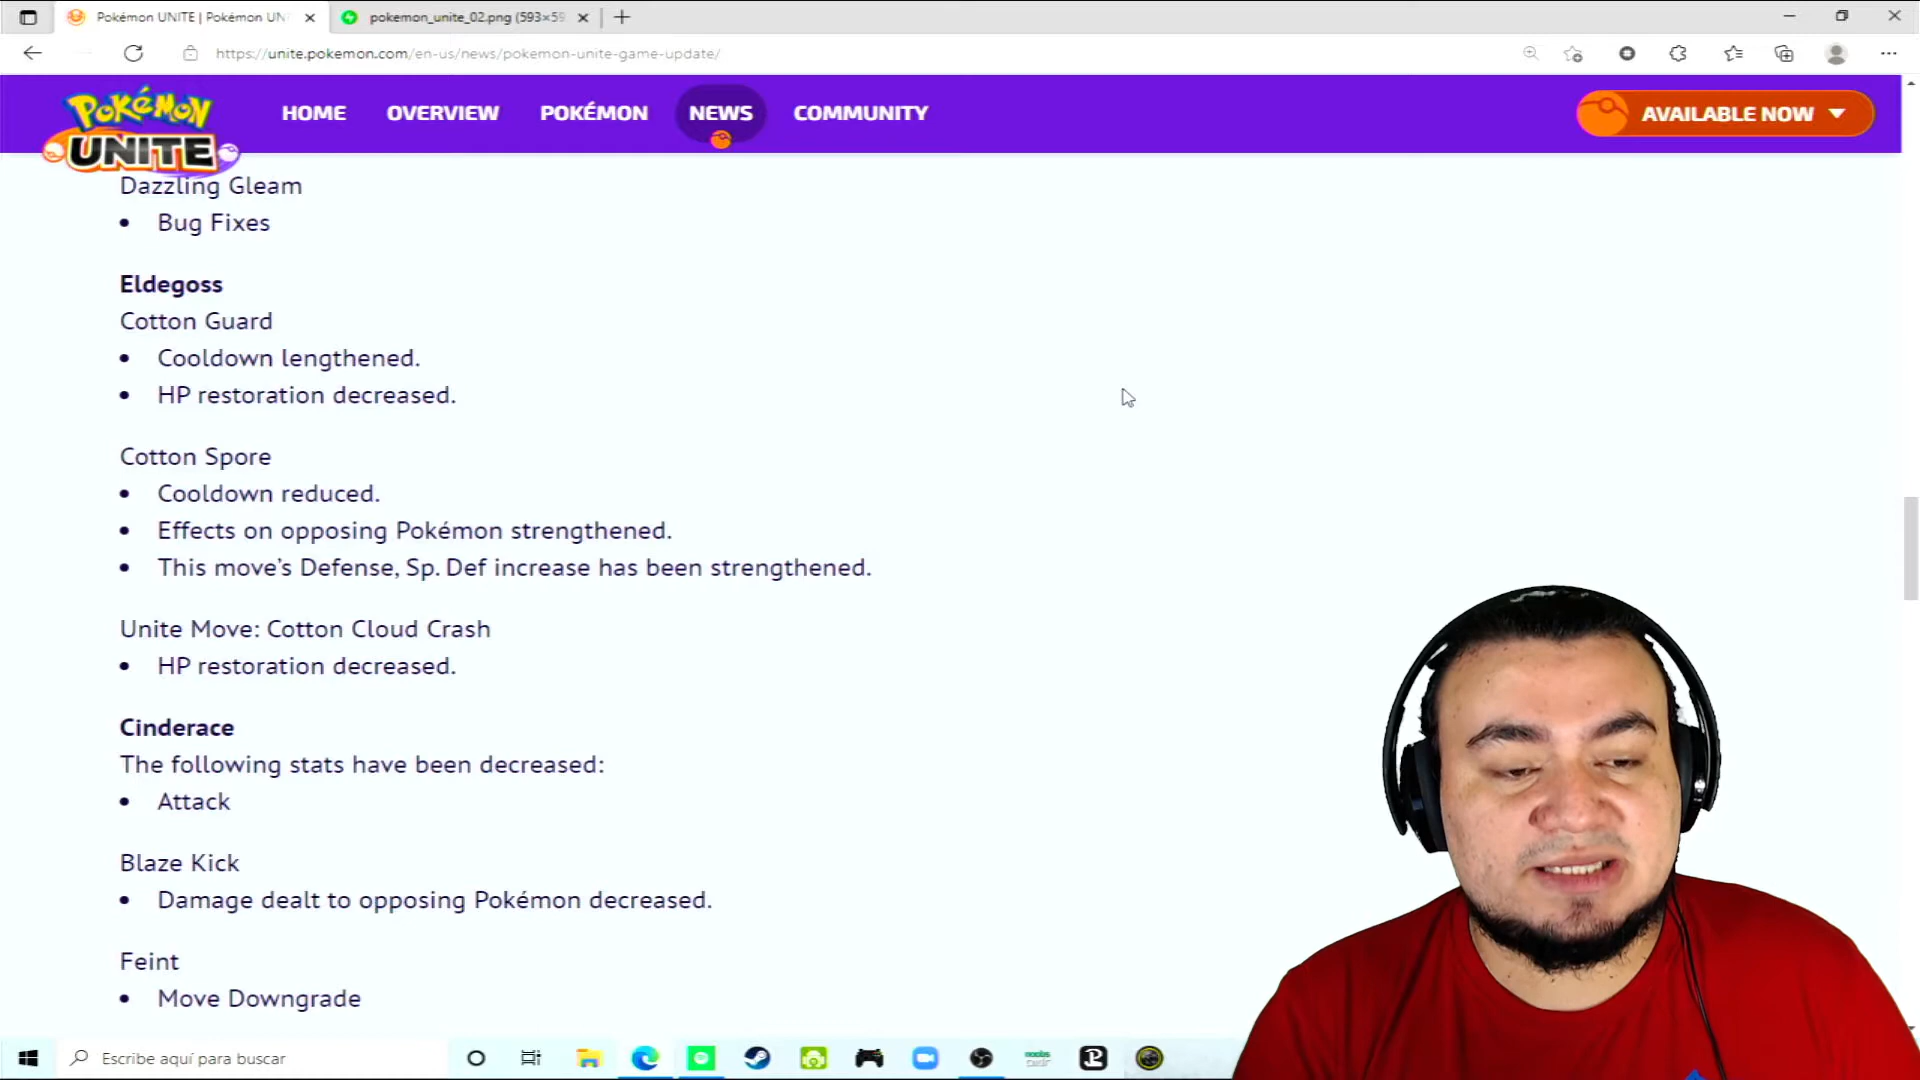 Pokémon UNITE | Pokémon UN
pokemon_unite_02.png (593×59
https://unite.pokemon.com/en-us/news/pokemon-unite-game-update/
POKéMON
UNITE
HOME
OVERVIEW
POKÉMON
NEWS
COMMUNITY
AVAILABLE NOW
Dazzling Gleam
• Bug Fixes
Eldegoss
Cotton Guard
• Cooldown lengthened.
• HP restoration decreased.
Cotton Spore
• Cooldown reduced.
• Effects on opposing Pokémon strengthened.
• This move's Defense, Sp. Def increase has been strengthened.
Unite Move: Cotton Cloud Crash
• HP restoration decreased.
Cinderace
The following stats have been decreased:
• Attack
Blaze Kick
• Damage dealt to opposing Pokémon decreased.
Feint
• Move Downgrade
Escribe aquí para buscar